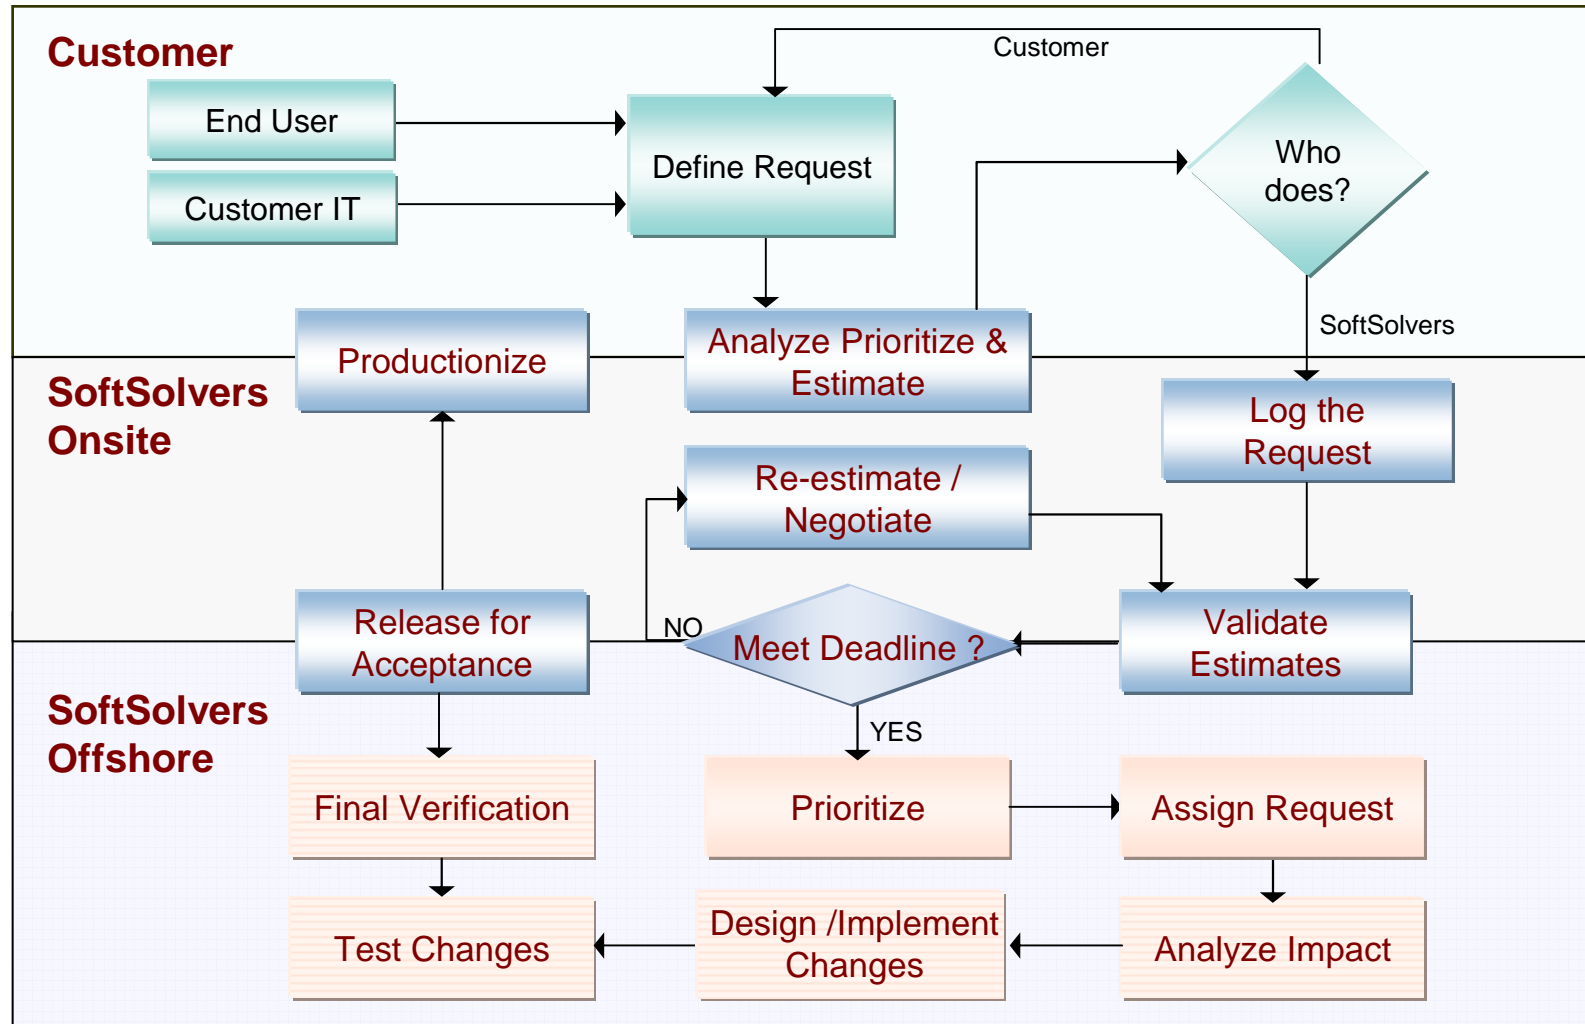 Customer
Customer
End User
Define Request
Who
does?
Customer IT
SoftSolvers
Productionize
Analyze Prioritize &
Estimate
SoftSolvers
Onsite
Log the
Request
Re-estimate /
Negotiate
Release for
Acceptance
NO
Meet Deadline ?
Validate
Estimates
YES
SoftSolvers
Offshore
Final Verification
Prioritize
Assign Request
Test Changes
Design /Implement
Changes
Analyze Impact